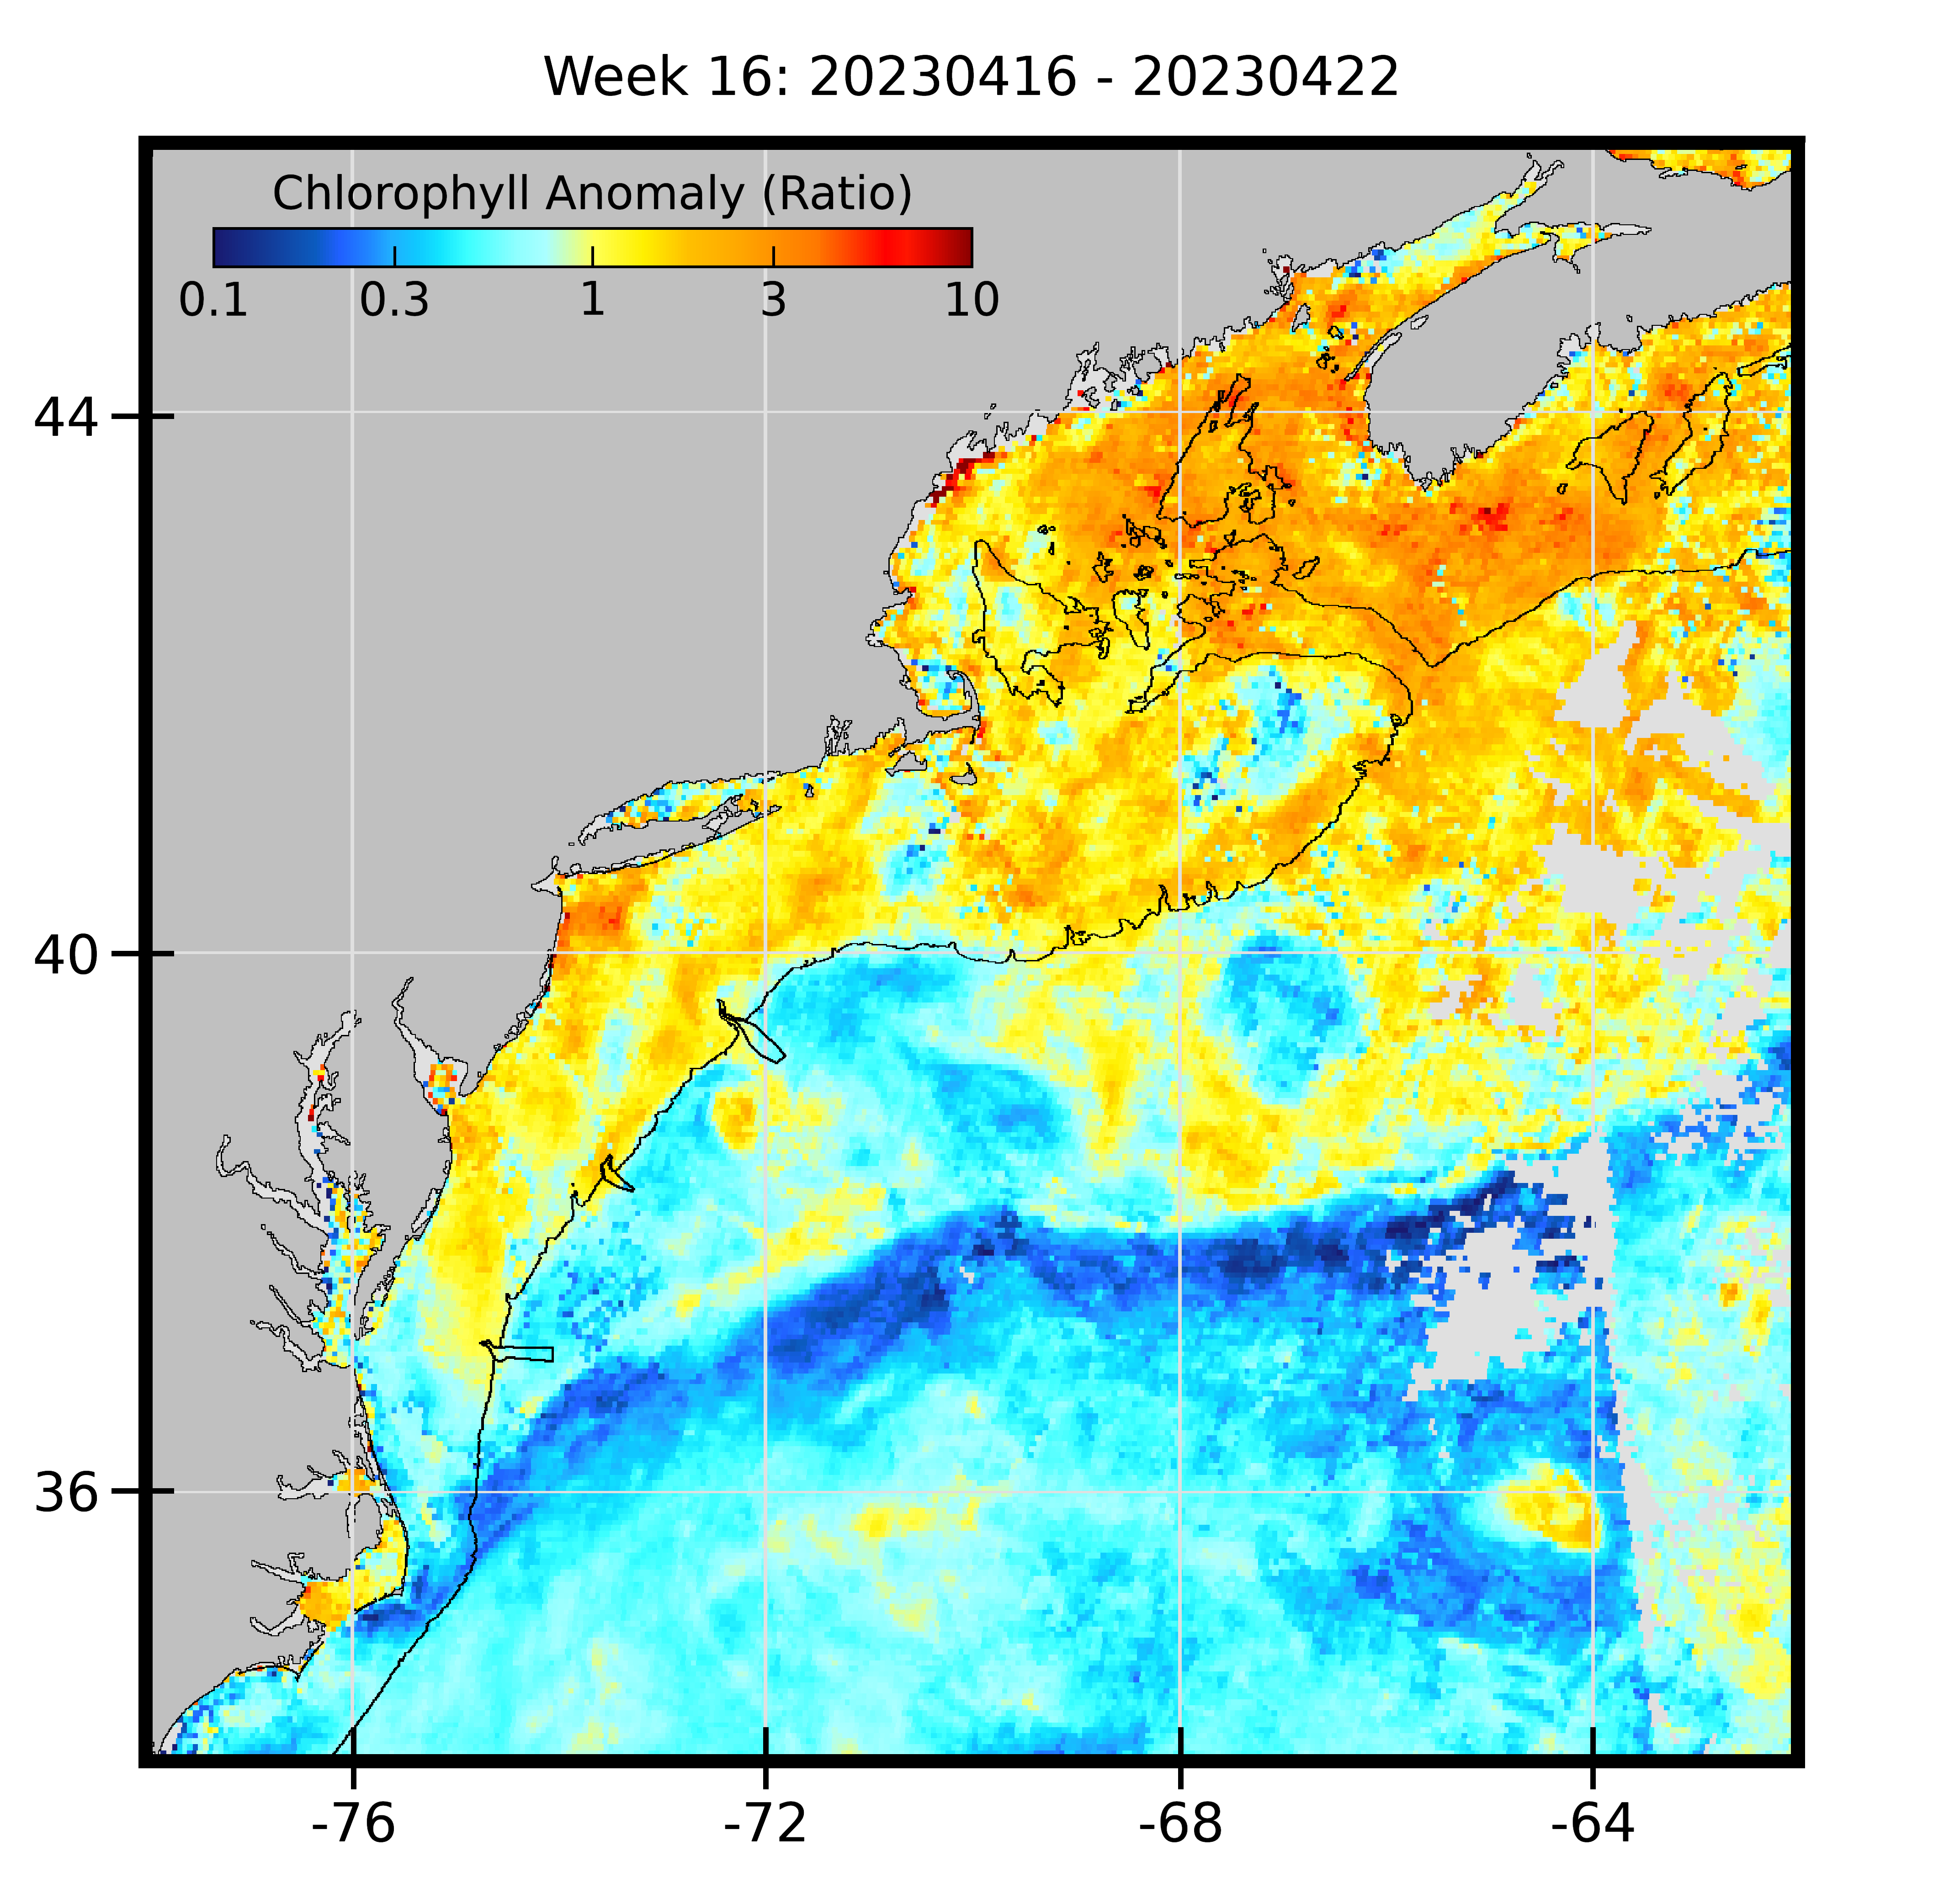 Week 16: 20230416 - 20230422
Chlorophyll Anomaly (Ratio)
0.1 0.3 1 3 10
44
40
36
-76 -72 -68 -64